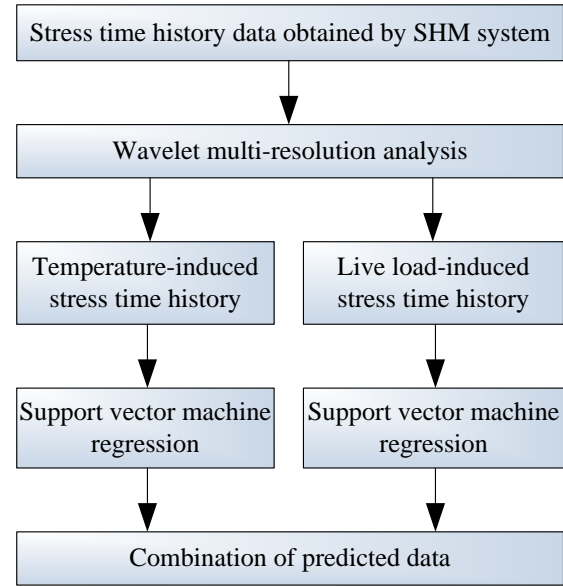 Stress time history data obtained by SHM system
Wavelet multi-resolution analysis
Temperature-induced
stress time history
Live load-induced
stress time history
Support vector machine
regression
Support vector machine
regression
Combination of predicted data